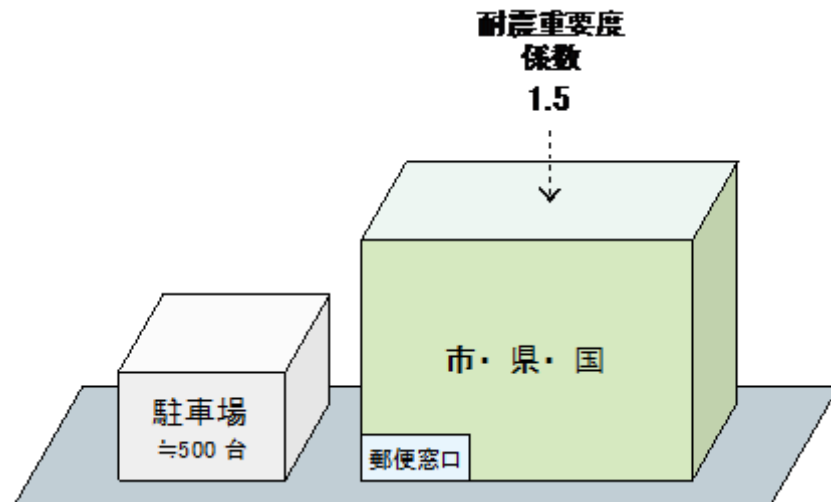 耐震重要度
係数
1.5
市・県・国
駐車場
≒500 台
郵便窓口